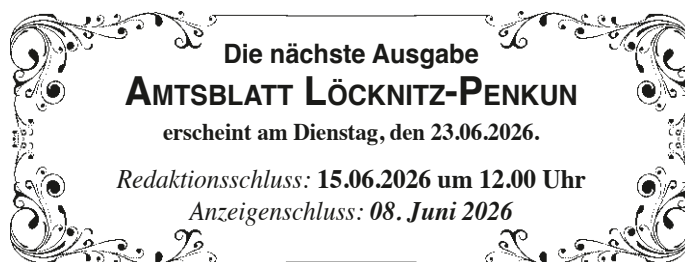 Die nächste Ausgabe
AMTSBLATT LÖCKNITZ-PENKUN
erscheint am Dienstag, den 23.06.2026.
Redaktionsschluss: 15.06.2026 um 12.00 Uhr
Anzeigenschluss: 08. Juni 2026